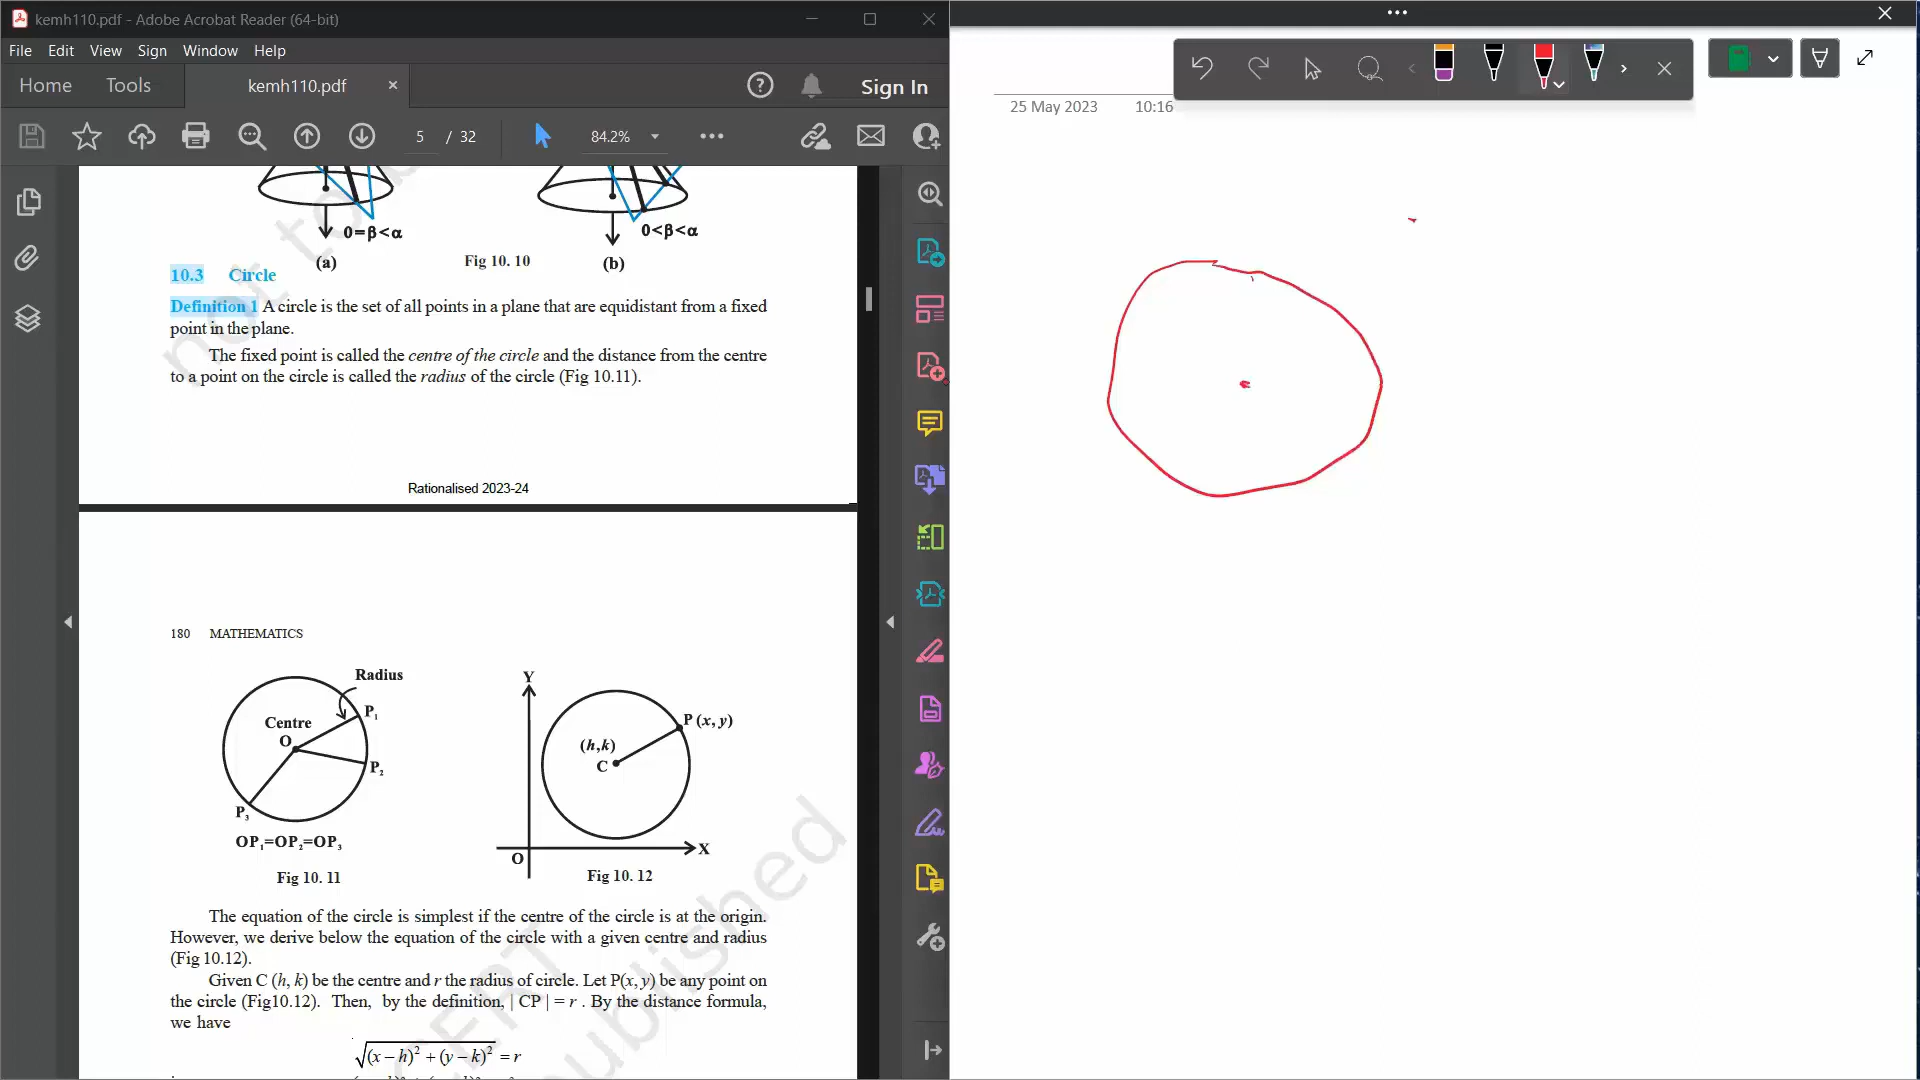 kemh110.pdf - Adobe Acrobat Reader (64-bit)
File Edit View Sign Window Help
Home Tools kemh110.pdf × Sign In
5 / 32 84.2%
0=β<α
0<β<α
(a) Fig 10. 10 (b)
10.3 Circle
Definition 1 A circle is the set of all points in a plane that are equidistant from a fixed
point in the plane.
The fixed point is called the centre of the circle and the distance from the centre
to a point on the circle is called the radius of the circle (Fig 10.11).
Rationalised 2023-24
180 MATHEMATICS
Radius
Centre
O
P₁
P₂
P₃
OP₁=OP₂=OP₃
Fig 10. 11
Y
P (x, y)
(h,k)
C
O
X
Fig 10. 12
The equation of the circle is simplest if the centre of the circle is at the origin.
However, we derive below the equation of the circle with a given centre and radius
(Fig 10.12).
Given C (h, k) be the centre and r the radius of circle. Let P(x, y) be any point on
the circle (Fig10.12). Then, by the definition, | CP | = r . By the distance formula,
we have
√(x – h)² + (y – k)² = r
not to b
CERT
ublished
25 May 2023 10:16